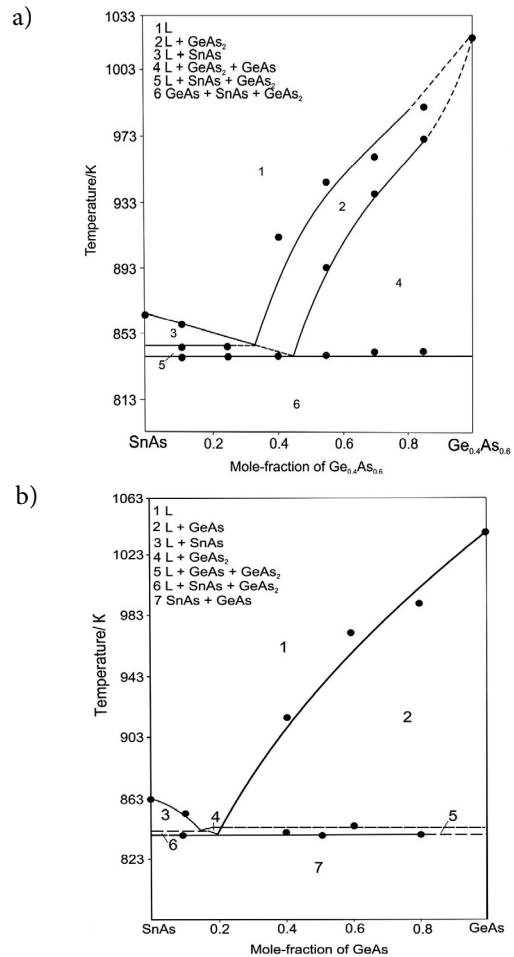 a)
1033
1003
973
933
893
853
813
Temperature/K
1 L
2 L + GeAs₂
3 L + SnAs
4 L + GeAs₂ + GeAs
5 L + SnAs + GeAs₂
6 GeAs + SnAs + GeAs₂
1
2
3
4
5
6
SnAs 0.2 0.4 0.6 0.8 Ge₀.₄As₀.₆
Mole-fraction of Ge₀.₄As₀.₆
b)
1063
1023
983
943
903
863
823
Temperature/ K
1 L
2 L + GeAs
3 L + SnAs
4 L + GeAs₂
5 L + GeAs + GeAs₂
6 L + SnAs + GeAs₂
7 SnAs + GeAs
1
2
3
4
5
6
7
SnAs 0.2 0.4 0.6 0.8 GeAs
Mole-fraction of GeAs